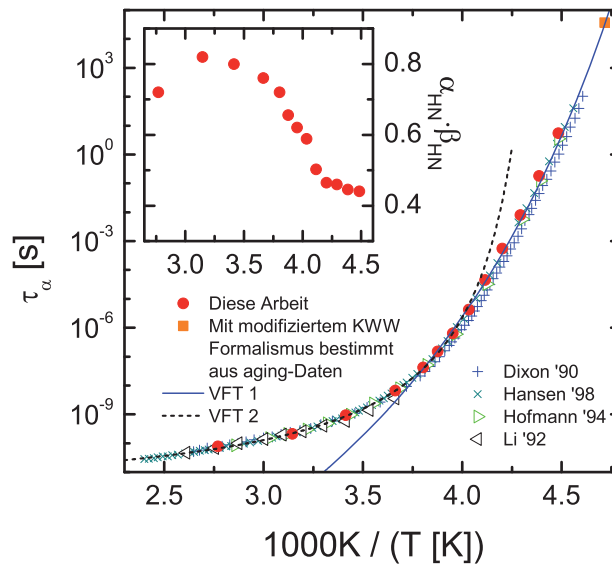 10³
10⁰
10⁻³
10⁻⁶
10⁻⁹
τα [s]
0.8
0.6
0.4
αHN·βHN
3.0 3.5 4.0 4.5
Diese Arbeit
Mit modifiziertem KWW
Formalismus bestimmt
aus aging-Daten
VFT 1
VFT 2
Dixon '90
Hansen '98
Hofmann '94
Li '92
2.5 3.0 3.5 4.0 4.5
1000K / (T [K])